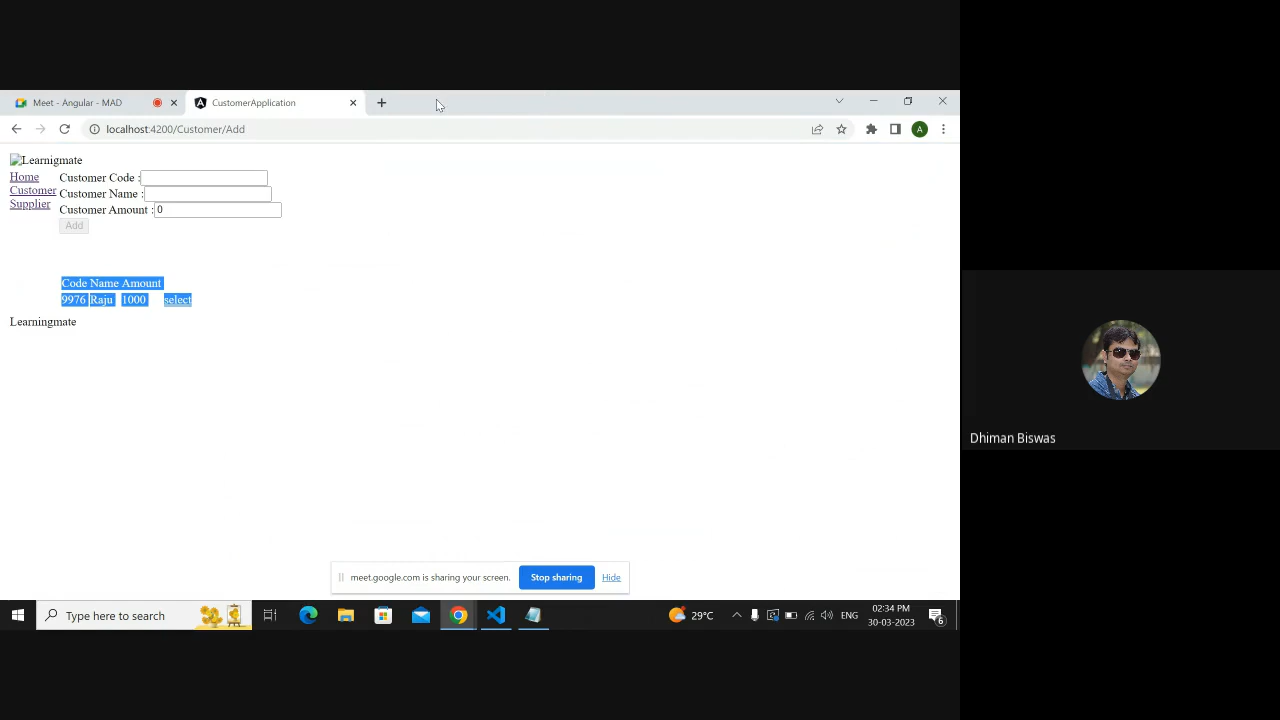 Meet - Angular - MAD
CustomerApplication
localhost:4200/Customer/Add
A
Learnigmate
Home
Customer
Supplier
Customer Code :
Customer Name :
Customer Amount : 0
Add
Code Name Amount
9976 Raju 1000 select
Learningmate
Dhiman Biswas
meet.google.com is sharing your screen.
Stop sharing
Hide
Type here to search
29°C
ENG
02:34 PM
30-03-2023
6